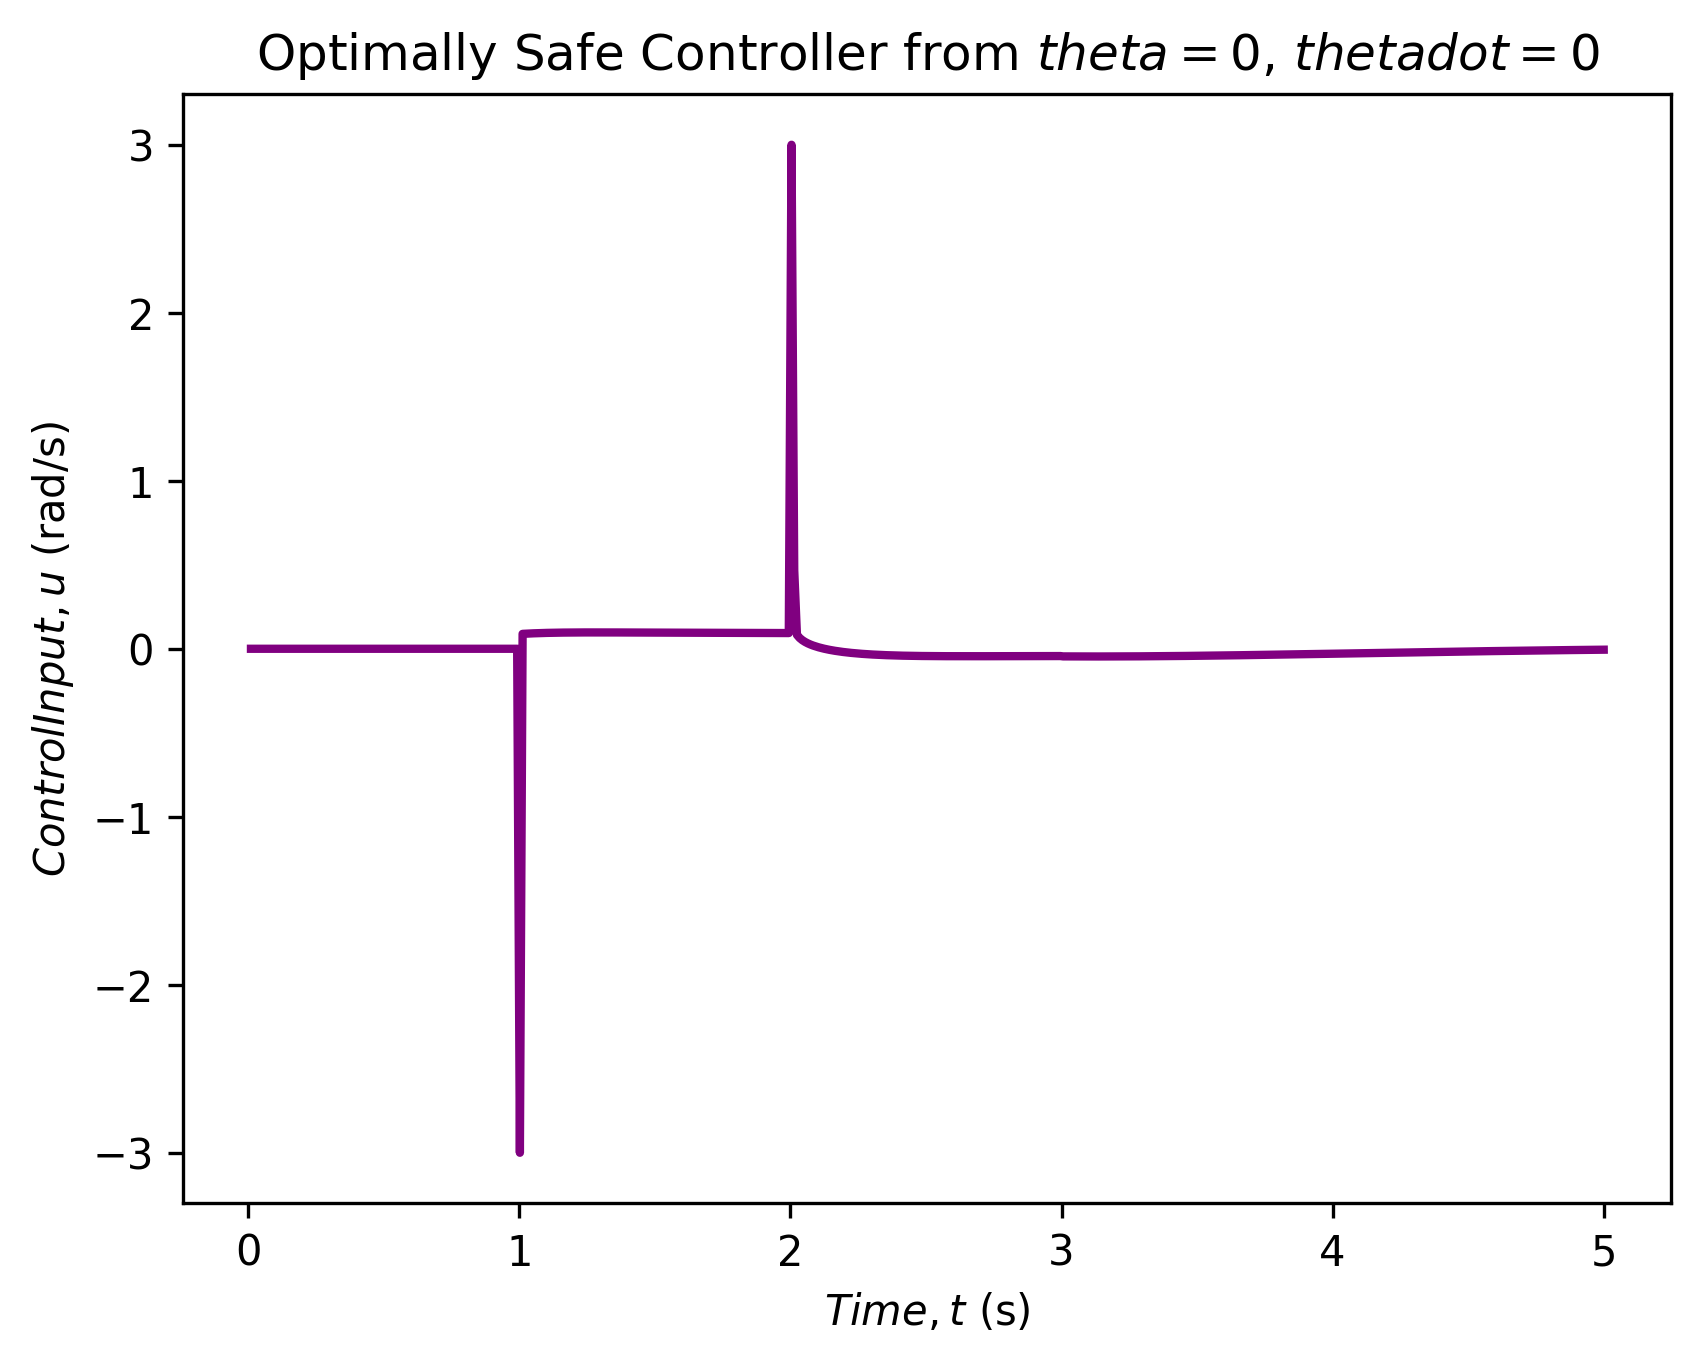 Optimally Safe Controller from theta = 0, thetadot = 0
ControlInput, u (rad/s)
3
2
1
0
−1
−2
−3
0 1 2 3 4 5
Time, t (s)